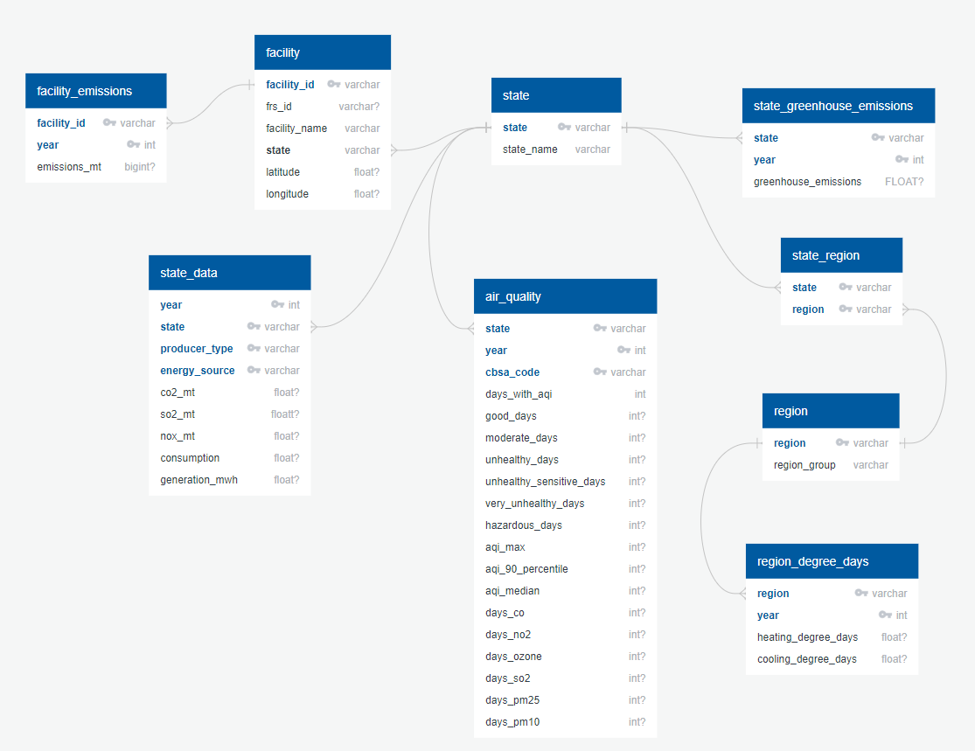 facility_emissions
facility_id varchar
year int
emissions_mt bigint?
facility
facility_id varchar
frs_id varchar?
facility_name varchar
state varchar
latitude float?
longitude float?
state
state varchar
state_name varchar
state_greenhouse_emissions
state varchar
year int
greenhouse_emissions FLOAT?
state_data
year int
state varchar
producer_type varchar
energy_source varchar
co2_mt float?
so2_mt floatt?
nox_mt float?
consumption float?
generation_mwh float?
air_quality
state varchar
year int
cbsa_code varchar
days_with_aqi int
good_days int?
moderate_days int?
unhealthy_days int?
unhealthy_sensitive_days int?
very_unhealthy_days int?
hazardous_days int?
aqi_max int?
aqi_90_percentile int?
aqi_median int?
days_co int?
days_no2 int?
days_ozone int?
days_so2 int?
days_pm25 int?
days_pm10 int?
state_region
state varchar
region varchar
region
region varchar
region_group varchar
region_degree_days
region varchar
year int
heating_degree_days float?
cooling_degree_days float?